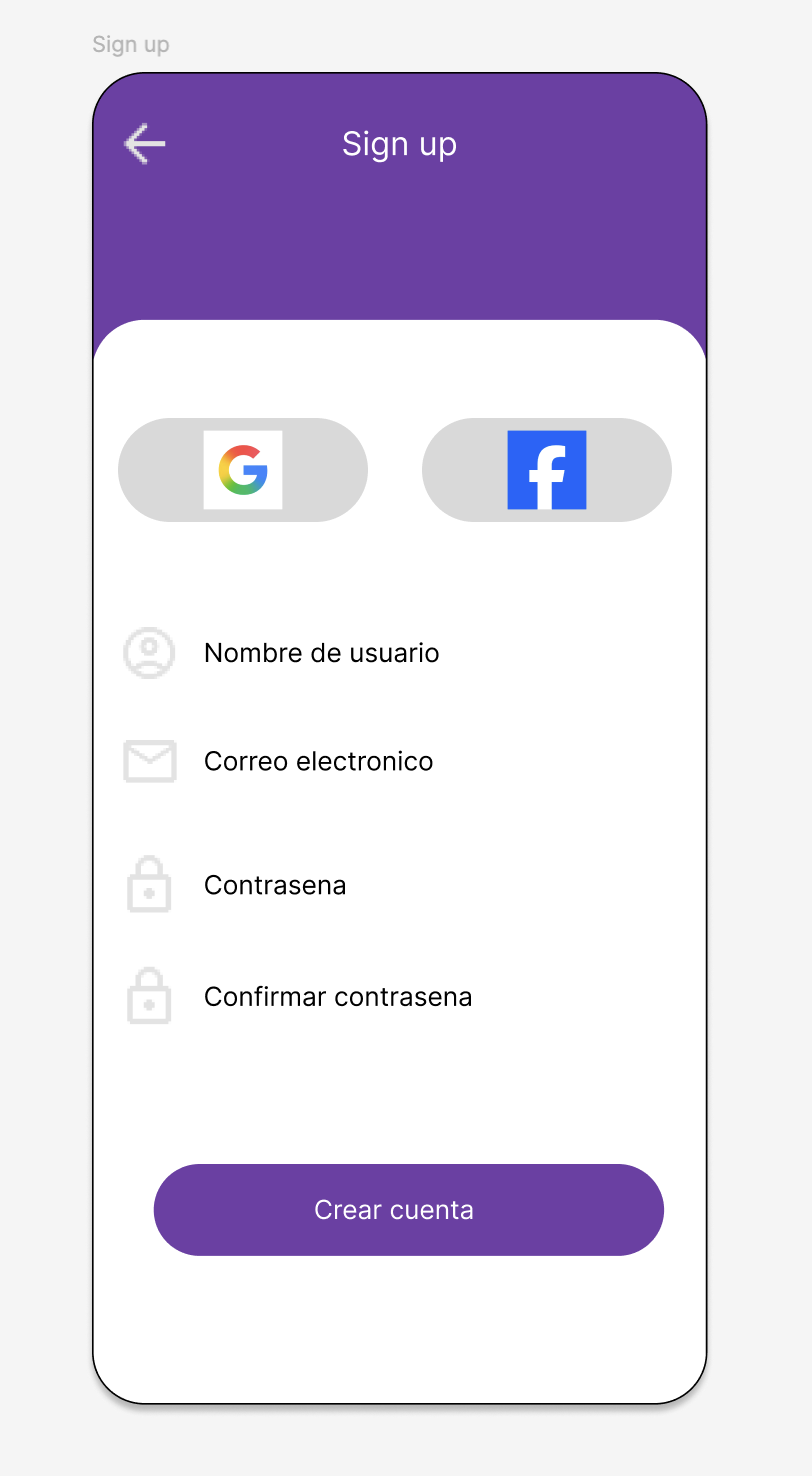 Sign up
Sign up
Nombre de usuario
Correo electronico
Contrasena
Confirmar contrasena
Crear cuenta